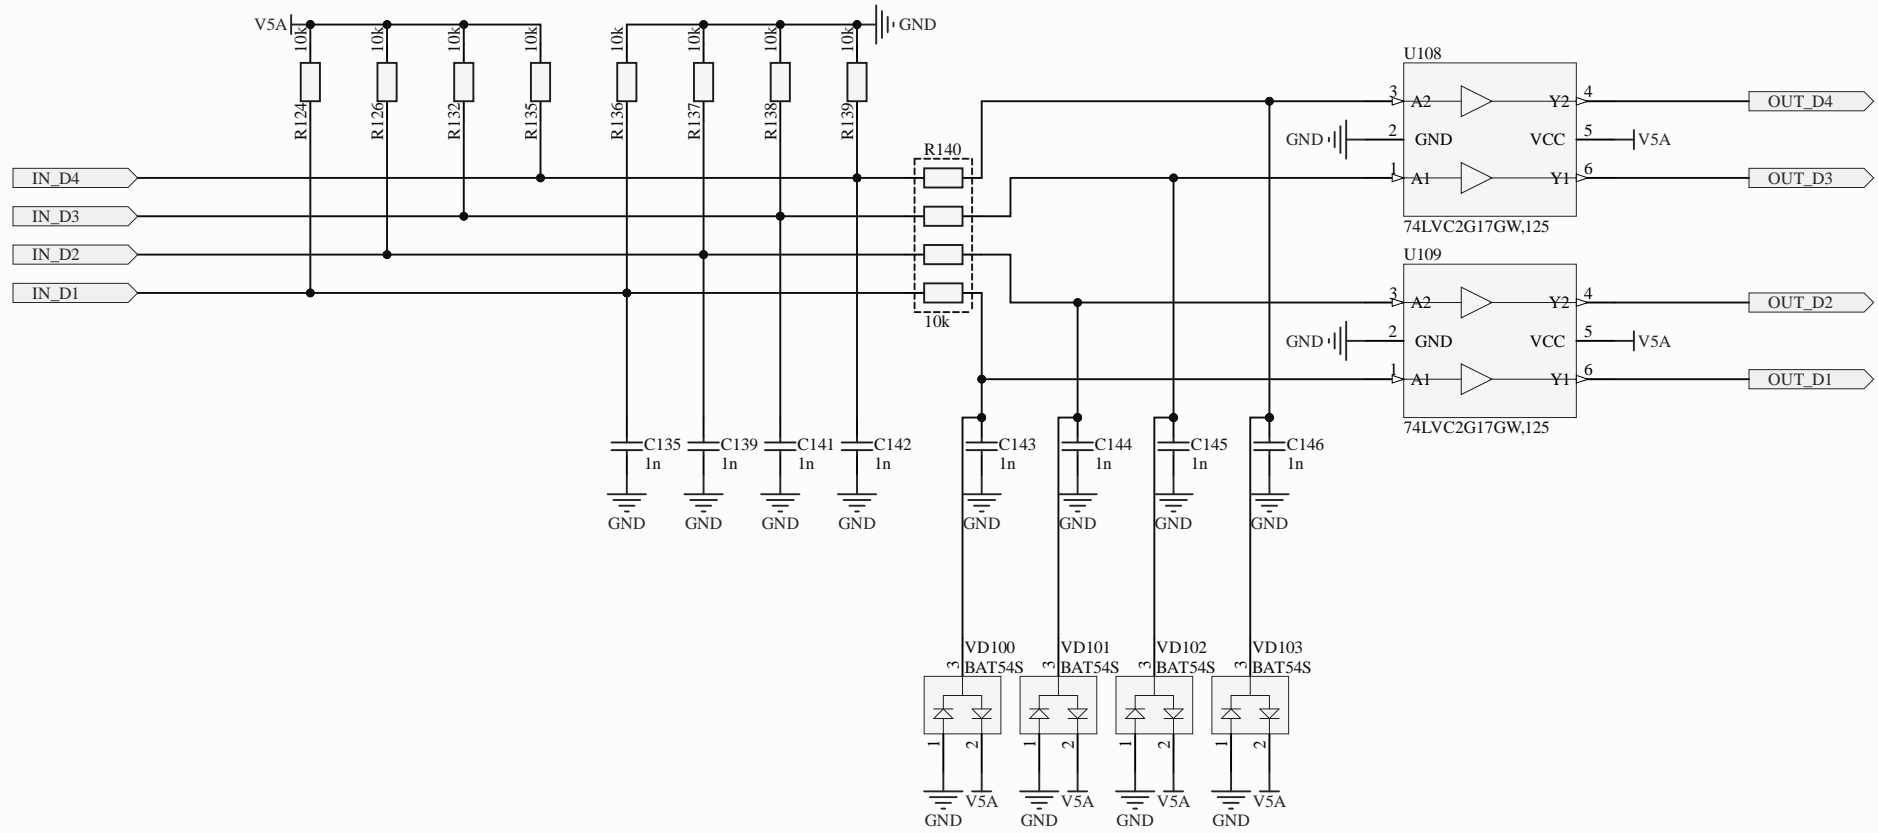 V5A
10k
10k
10k
10k
10k
10k
10k
10k
GND
R124
R126
R132
R135
R136
R137
R138
R139
IN_D4
IN_D3
IN_D2
IN_D1
R140
10k
U108
3 A2 Y2 4
OUT_D4
GND 2 GND VCC 5 V5A
1 A1 Y1 6
OUT_D3
74LVC2G17GW,125
U109
3 A2 Y2 4
OUT_D2
GND 2 GND VCC 5 V5A
1 A1 Y1 6
OUT_D1
74LVC2G17GW,125
C135
1n
GND
C139
1n
GND
C141
1n
GND
C142
1n
GND
C143
1n
GND
C144
1n
GND
C145
1n
GND
C146
1n
GND
VD100
3 BAT54S
1 2
V5A
GND
VD101
3 BAT54S
1 2
V5A
GND
VD102
3 BAT54S
1 2
V5A
GND
VD103
3 BAT54S
1 2
V5A
GND